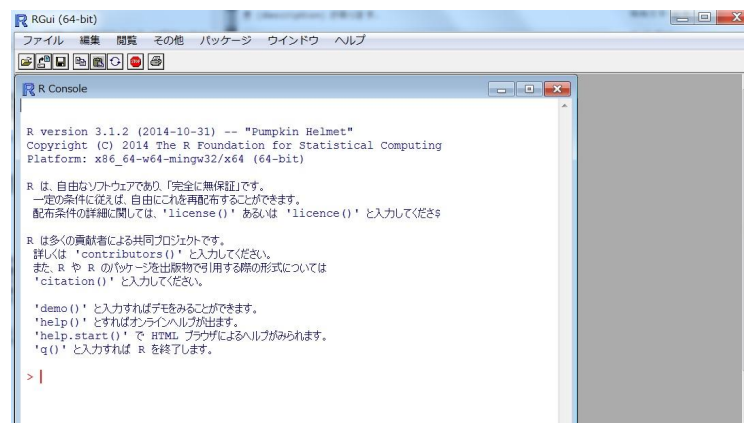 RGui (64-bit)
ファイル 編集 閲覧 その他 パッケージ ウインドウ ヘルプ
R Console
R version 3.1.2 (2014-10-31) -- "Pumpkin Helmet"
Copyright (C) 2014 The R Foundation for Statistical Computing
Platform: x86_64-w64-mingw32/x64 (64-bit)
R は、自由なソフトウェアであり、「完全に無保証」です。
一定の条件に従えば、自由にこれを再配布することができます。
配布条件の詳細に関しては、'license()' あるいは 'licence()' と入力してくださ$
R は多くの貢献者による共同プロジェクトです。
詳しくは 'contributors()' と入力してください。
また、R や R のパッケージを出版物で引用する際の形式については
'citation()' と入力してください。
'demo()' と入力すればデモをみることができます。
'help()' とすればオンラインヘルプが出ます。
'help.start()' で HTML ブラウザによるヘルプがみられます。
'q()' と入力すれば R を終了します。
>